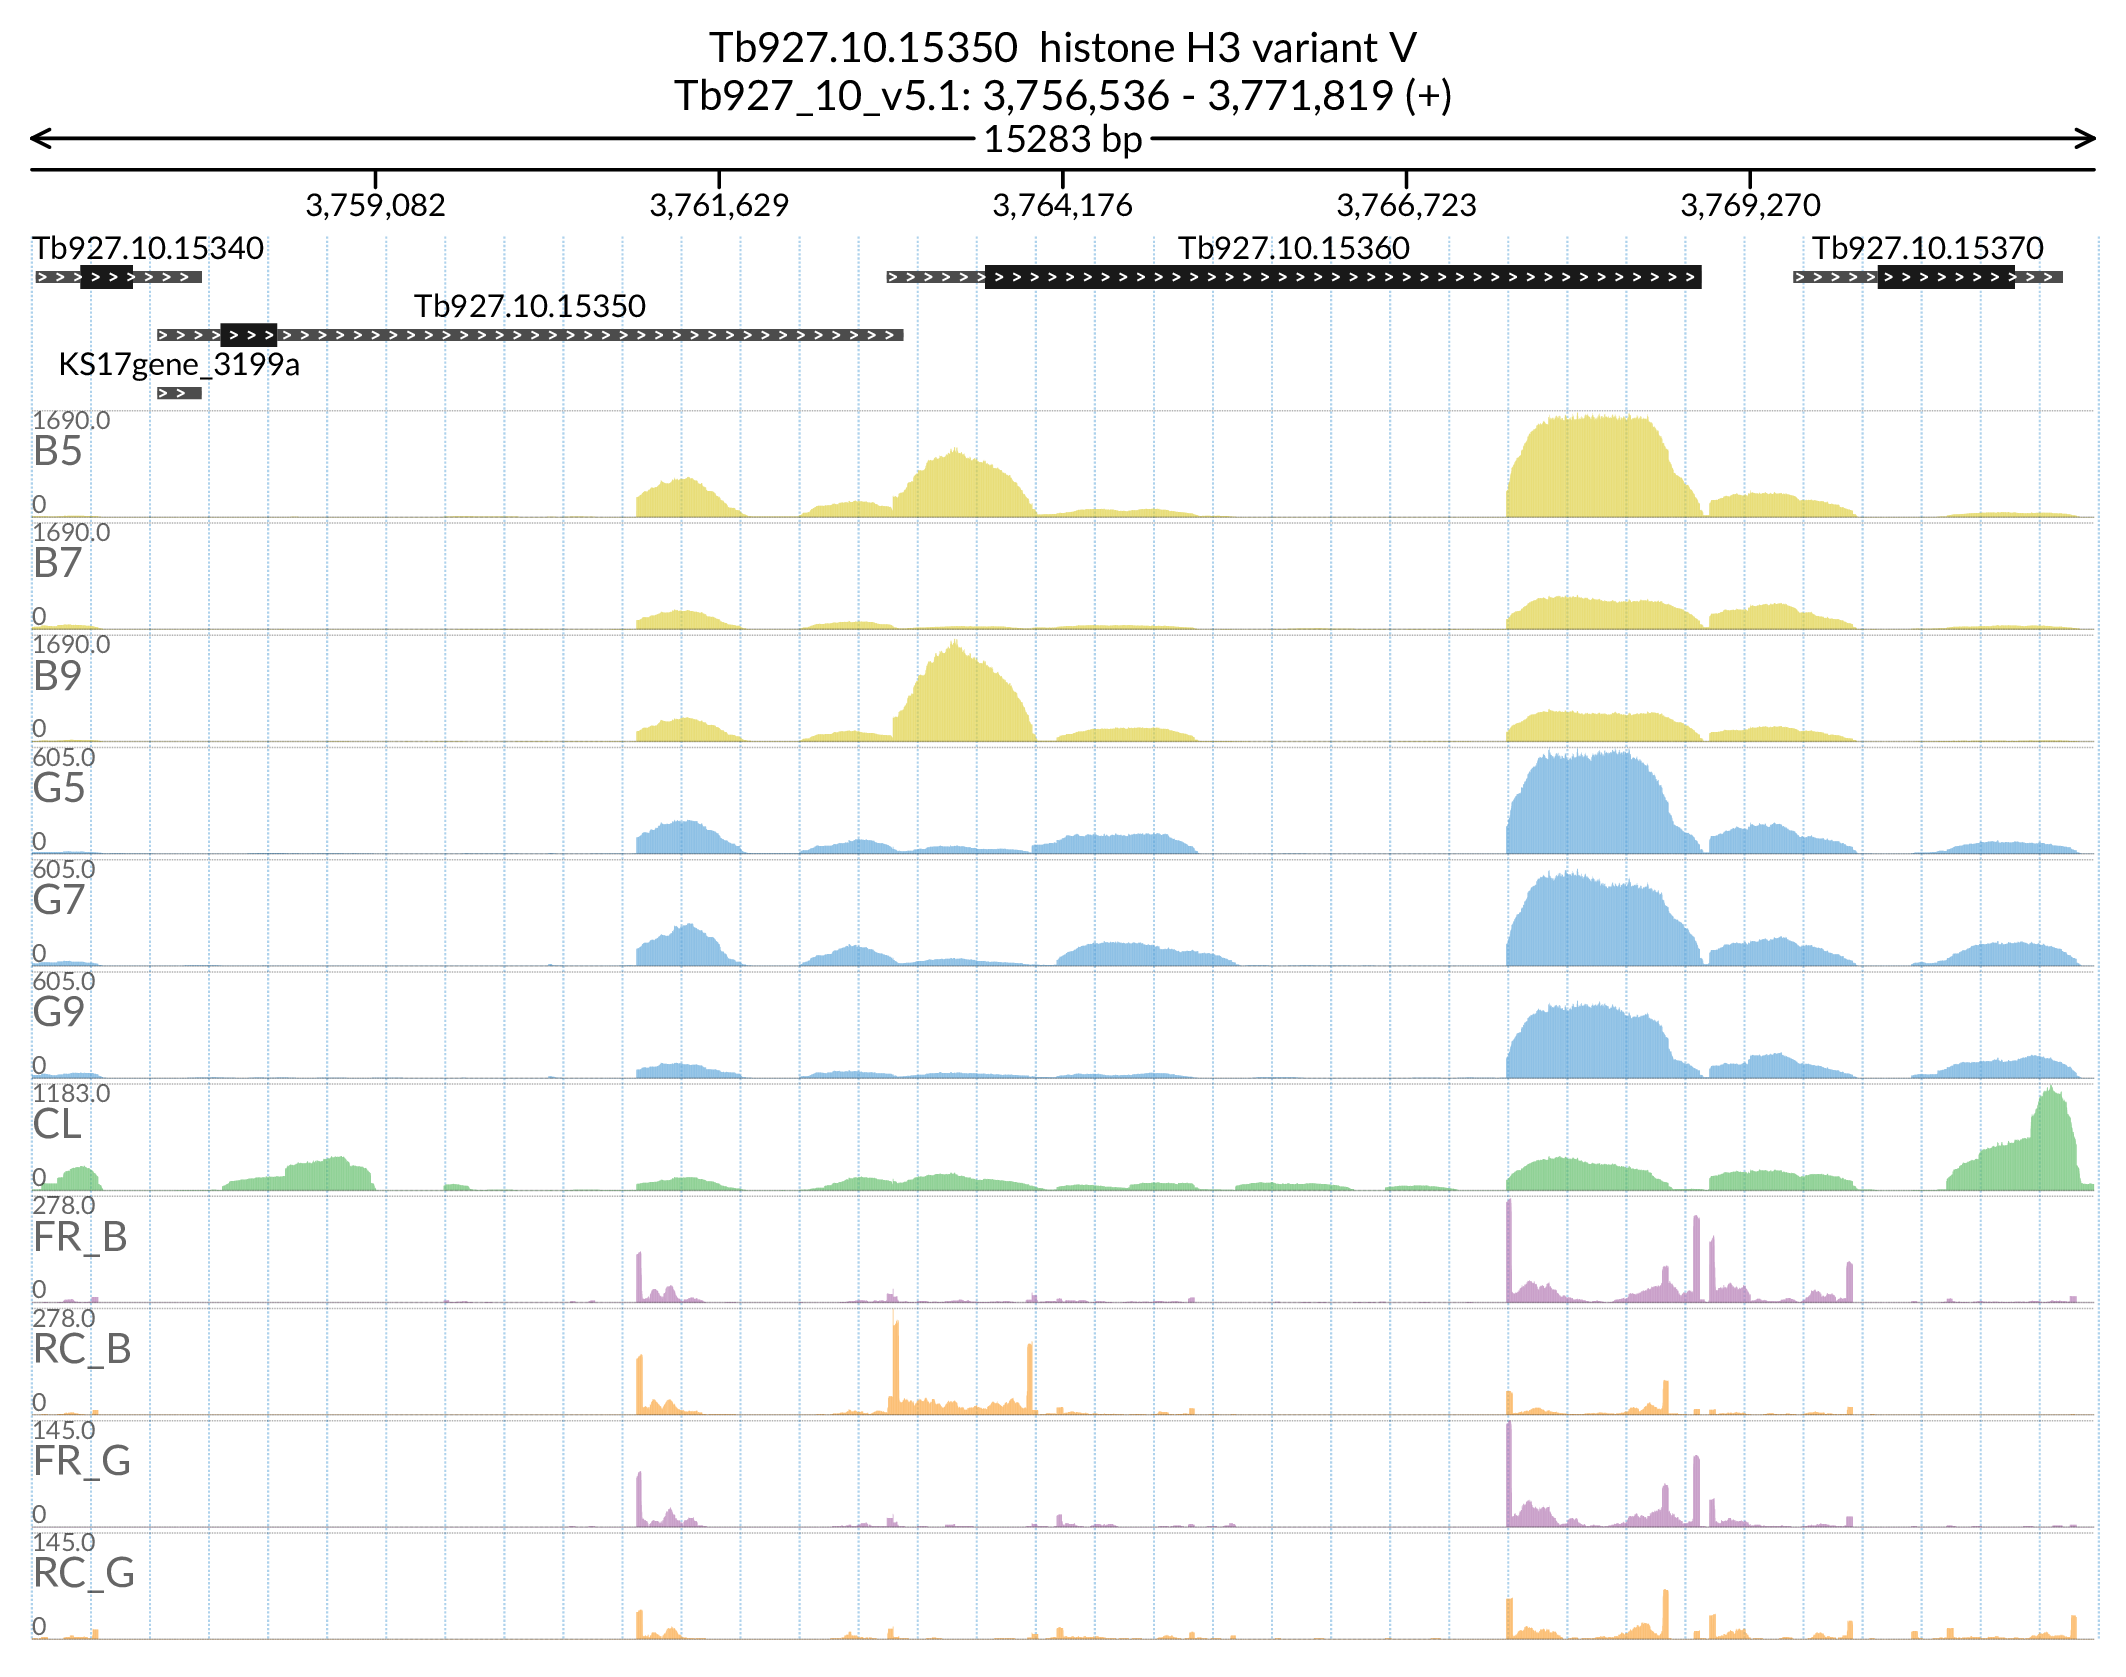 Tb927.10.15350  histone H3 variant V
Tb927_10_v5.1: 3,756,536 - 3,771,819 (+)
15283 bp
3,759,082 3,761,629 3,764,176 3,766,723 3,769,270
Tb927.10.15340 Tb927.10.15360 Tb927.10.15370
Tb927.10.15350
KS17gene_3199a
1690.0
B5
0
1690.0
B7
0
1690.0
B9
0
605.0
G5
0
605.0
G7
0
605.0
G9
0
1183.0
CL
0
278.0
FR_B
0
278.0
RC_B
0
145.0
FR_G
0
145.0
RC_G
0